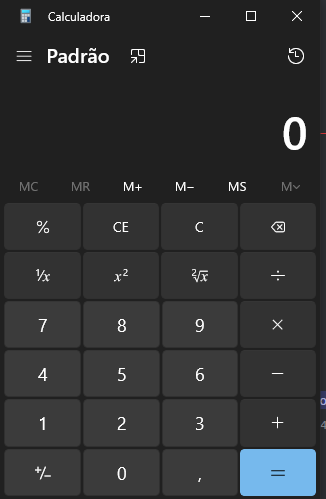 Calculadora
Padrão
0
MC MR M+ M− MS M˅
% CE C
¹/x x² ²√x ÷
7 8 9 ×
4 5 6 −
1 2 3 +
+/− 0 , =